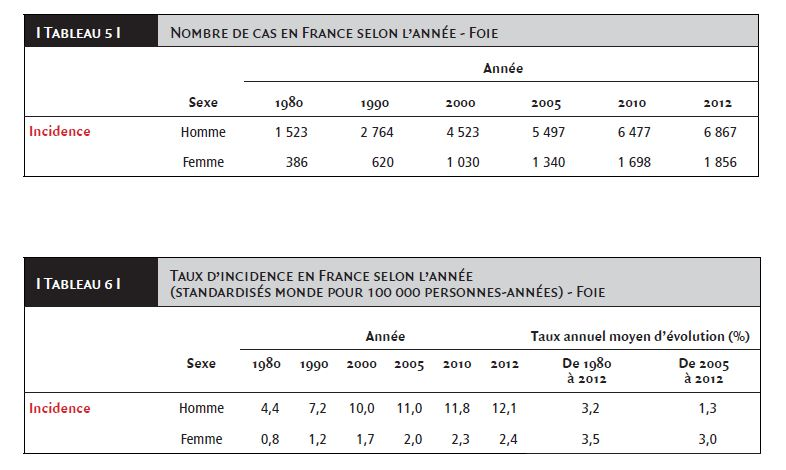 I Tableau 5 I Nombre de cas en France selon l'année - Foie
Année
Sexe 1980 1990 2000 2005 2010 2012
Incidence Homme 1 523 2 764 4 523 5 497 6 477 6 867
Femme 386 620 1 030 1 340 1 698 1 856
I Tableau 6 I Taux d'incidence en France selon l'année
(standardisés monde pour 100 000 personnes-années) - Foie
Année Taux annuel moyen d'évolution (%)
Sexe 1980 1990 2000 2005 2010 2012 De 1980 De 2005
à 2012 à 2012
Incidence Homme 4,4 7,2 10,0 11,0 11,8 12,1 3,2 1,3
Femme 0,8 1,2 1,7 2,0 2,3 2,4 3,5 3,0